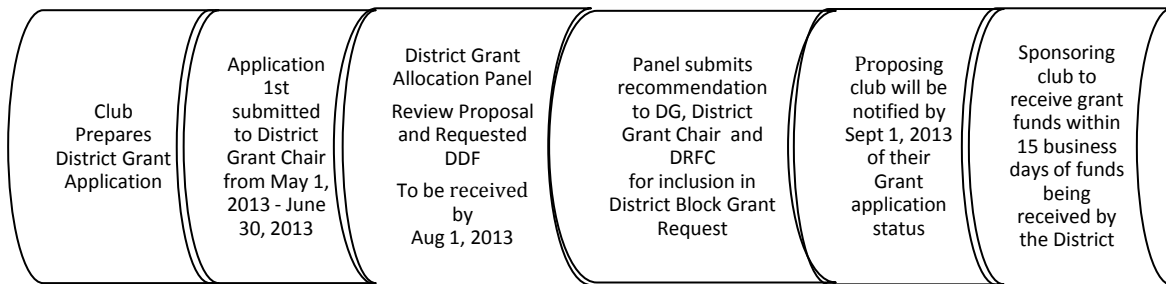 Club
Prepares
District Grant
Application
Application
1st
submitted
to District
Grant Chair
from May 1,
2013 - June
30, 2013
District Grant
Allocation Panel
Review Proposal
and Requested
DDF
To be received
by
Aug 1, 2013
Panel submits
recommendation
to DG, District
Grant Chair and
DRFC
for inclusion in
District Block Grant
Request
Proposing
club will be
notified by
Sept 1, 2013
of their
Grant
application
status
Sponsoring
club to
receive grant
funds within
15 business
days of funds
being
received by
the District